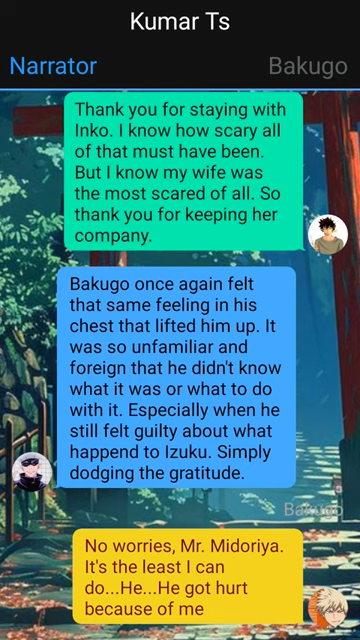 Kumar Ts
Narrator
Bakugo
Thank you for staying with
Inko. I know how scary all
of that must have been.
But I know my wife was
the most scared of all. So
thank you for keeping her
company.
Bakugo once again felt
that same feeling in his
chest that lifted him up. It
was so unfamiliar and
foreign that he didn't know
what it was or what to do
with it. Especially when he
still felt guilty about what
happend to Izuku. Simply
dodging the gratitude.
Bakugo
No worries, Mr. Midoriya.
It's the least I can
do...He...He got hurt
because of me